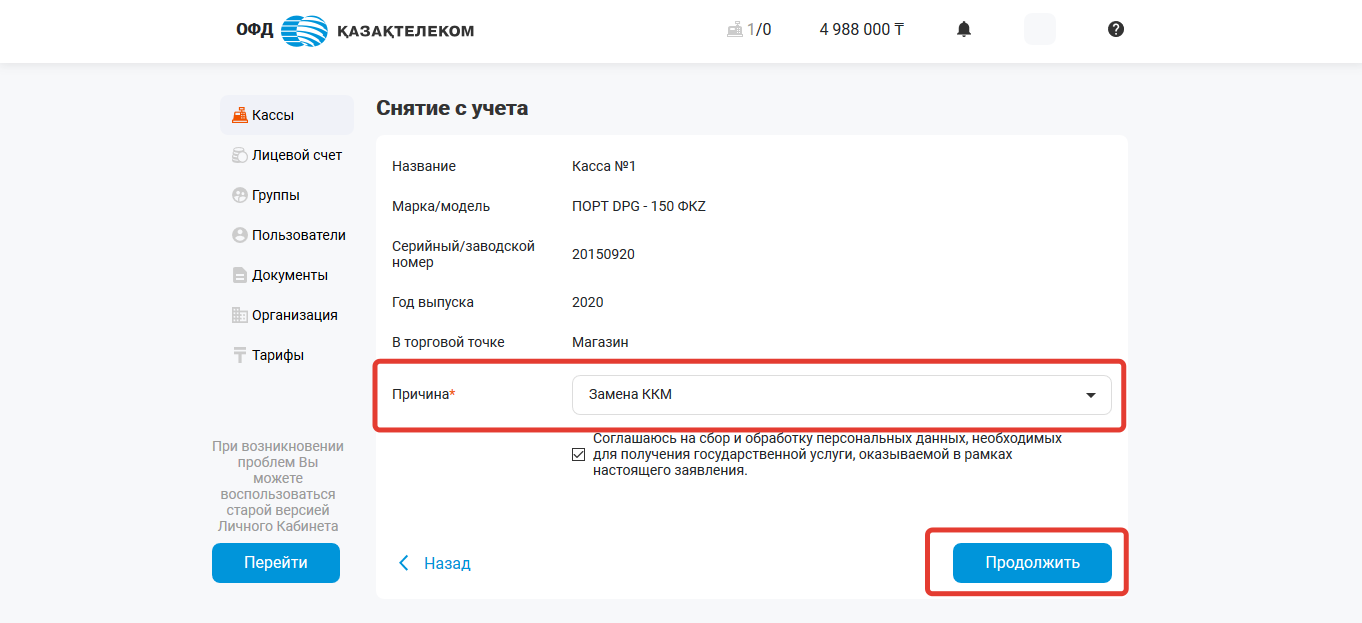 ОФД ҚАЗАҚТЕЛЕКОМ
1/0
4 988 000 ₸
Кассы
Лицевой счет
Группы
Пользователи
Документы
Организация
Тарифы
При возникновении
проблем Вы
можете
воспользоваться
старой версией
Личного Кабинета
Перейти
Снятие с учета
Название Касса №1
Марка/модель ПОРТ DPG - 150 ФKZ
Серийный/заводской
номер
20150920
Год выпуска 2020
В торговой точке Магазин
Причина* Замена ККМ
Соглашаюсь на сбор и обработку персональных данных, необходимых
для получения государственной услуги, оказываемой в рамках
настоящего заявления.
Назад
Продолжить